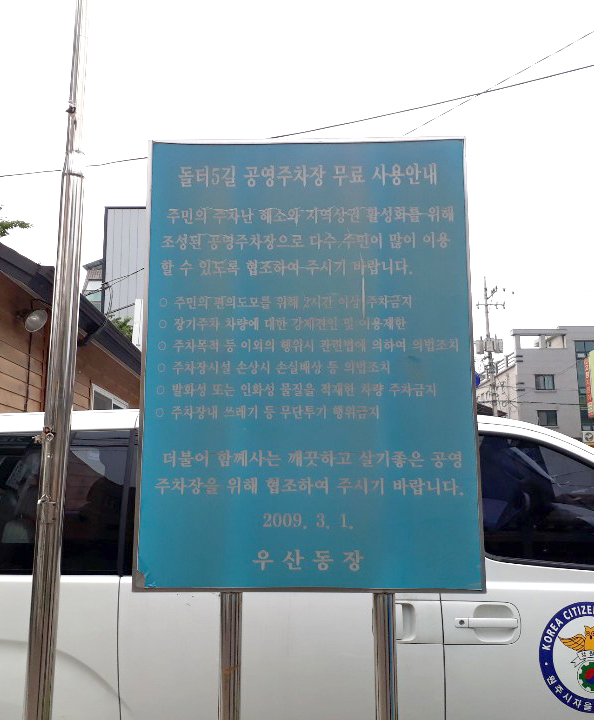 돌터5길 공영주차장 무료 사용안내
주민의 주차난 해소와 지역상권 활성화를 위해
조성된 공영주차장으로 다수 주민이 많이 이용
할 수 있도록 협조하여 주시기 바랍니다.
○ 주민의 편의도모를 위해 2시간 이상 주차금지
○ 장기주차 차량에 대한 강제견인 및 이용제한
○ 주차목적 등 이외의 행위시 관련법에 의하여 의법조치
○ 주차장시설 손상시 손실배상 등 의법조치
○ 발화성 또는 인화성 물질을 적재한 차량 주차금지
○ 주차장내 쓰레기 등 무단투기 행위금지
더불어 함께사는 깨끗하고 살기좋은 공영
주차장을 위해 협조하여 주시기 바랍니다.
2009. 3. 1.
우산동장
KOREA CITIZEN
원주시자율